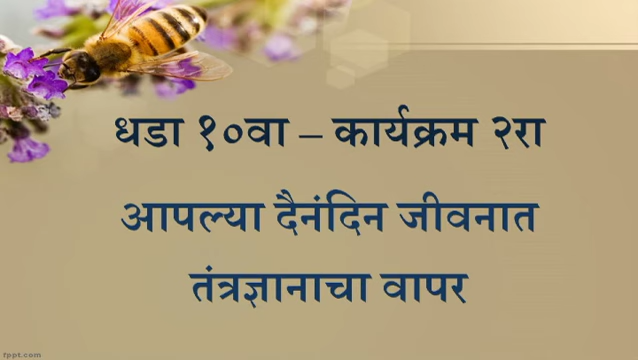 धडा १०वा – कार्यक्रम २रा
आपल्या दैनंदिन जीवनात
तंत्रज्ञानाचा वापर
fppt.com